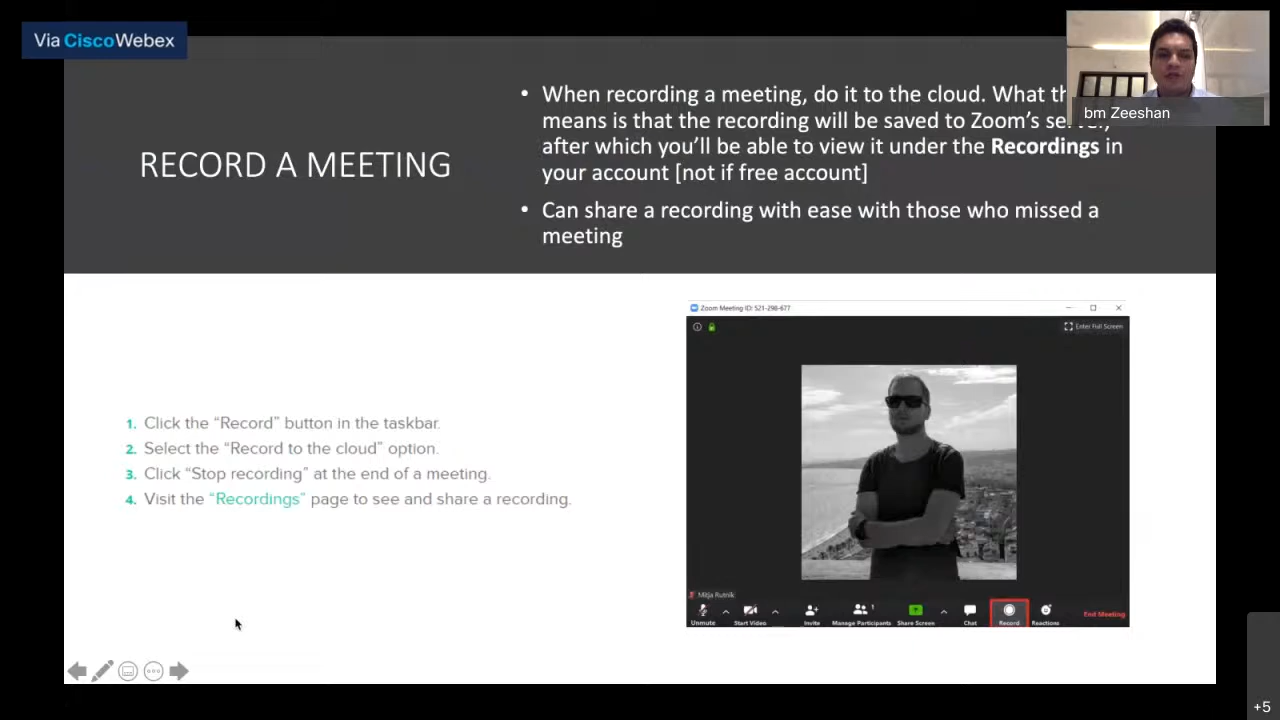 Via CiscoWebex
bm Zeeshan
RECORD A MEETING
• When recording a meeting, do it to the cloud. What
means is that the recording will be saved to Zoom's
after which you'll be able to view it under the Recordings in
your account [not if free account]
• Can share a recording with ease with those who missed a
meeting
1. Click the “Record” button in the taskbar.
2. Select the “Record to the cloud” option.
3. Click “Stop recording” at the end of a meeting.
4. Visit the “Recordings” page to see and share a recording.
Zoom Meeting ID: 521-298-677
Enter Full Screen
Mitja Rutnik
Unmute Start Video Invite Manage Participants 1 Share Screen Chat Record Reactions End Meeting
+5